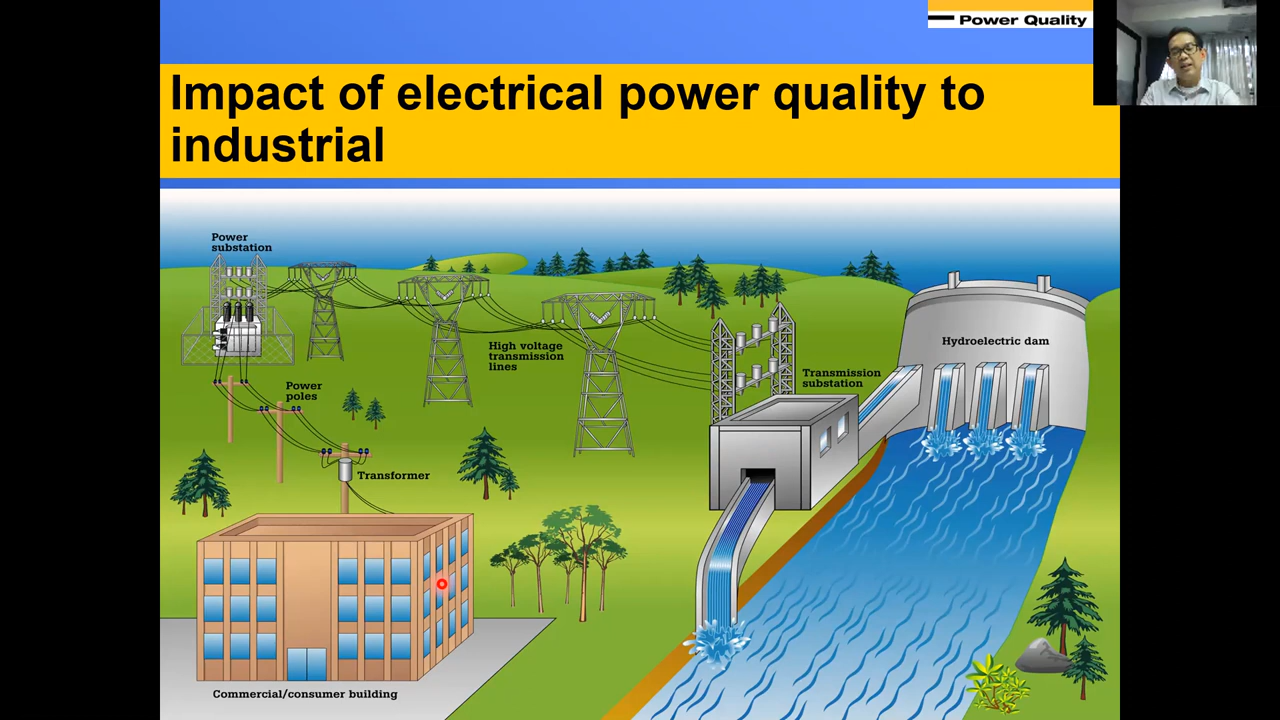 Power Quality
Impact of electrical power quality to
industrial
Power
substation
High voltage
transmission
lines
Hydroelectric dam
Transmission
substation
Power
poles
Transformer
Commercial/consumer building